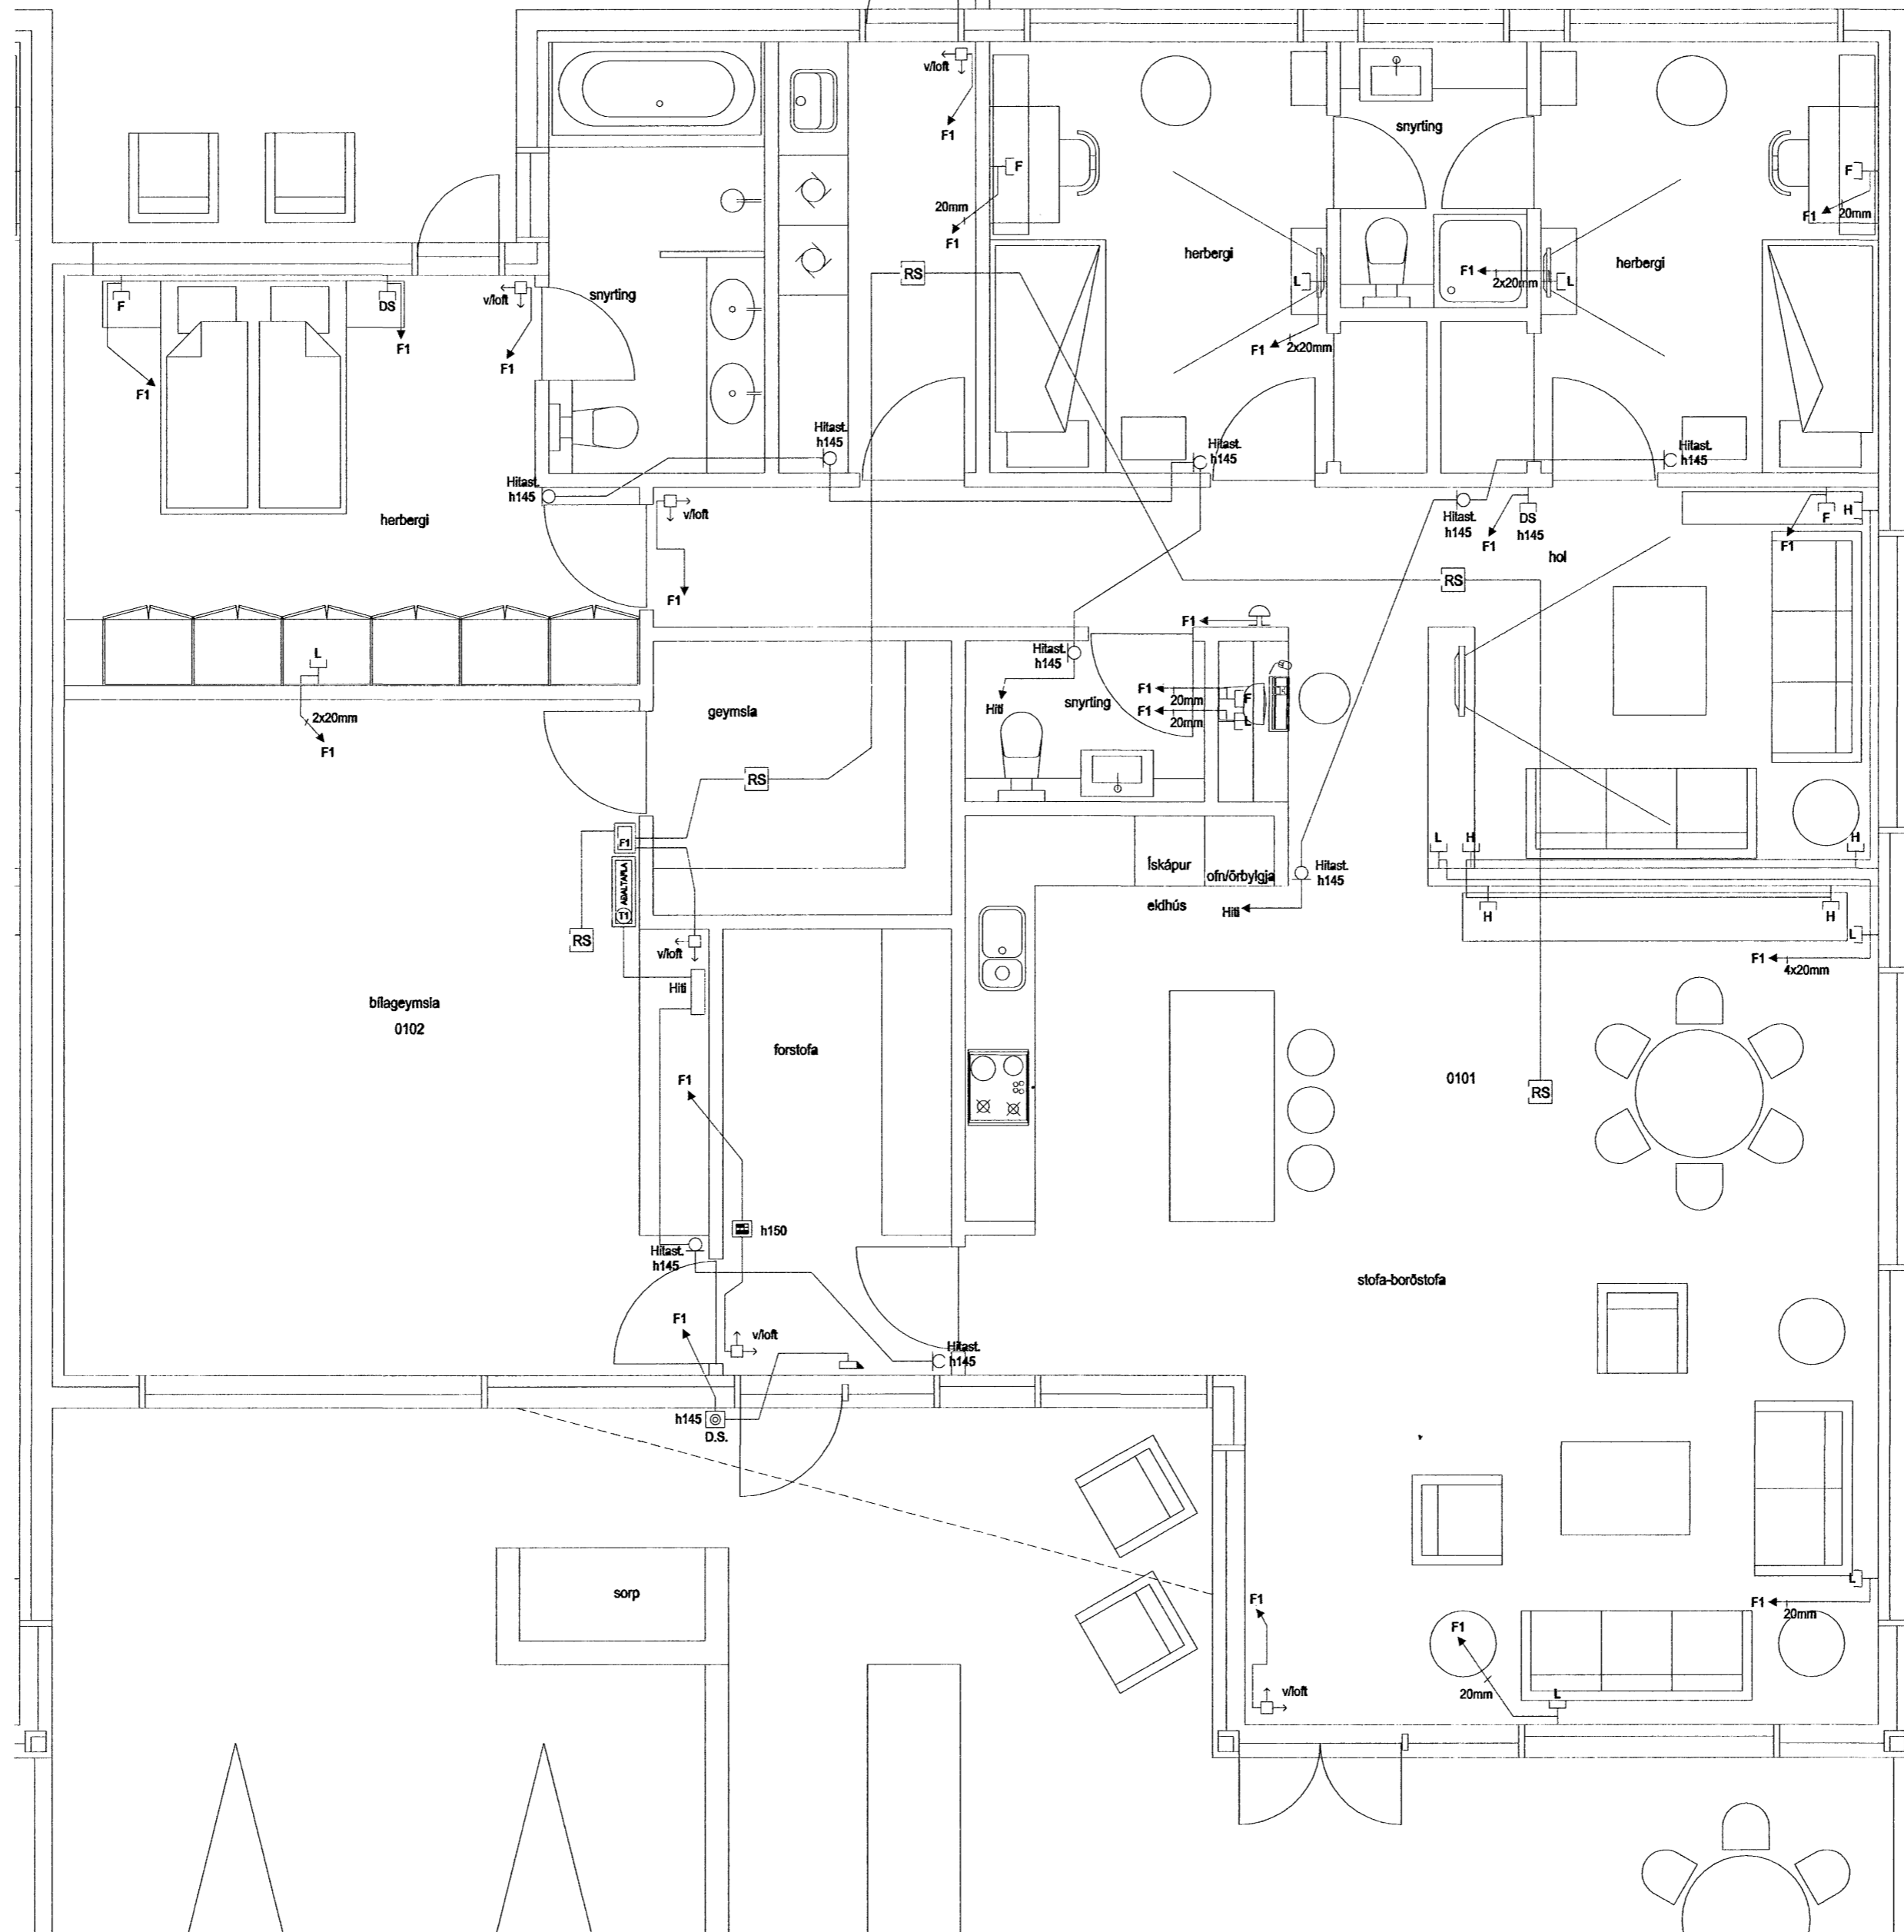 v/loft
F1
F
20mm
F1
snyrting
F
F1
20mm
herbergi
herbergi
RS
L
F1
2x20mm
L
F1
2x20mm
F
DS
F1
F1
v/loft
F1
snyrting
Hitast.
h145
Hitast.
h145
Hitast.
h145
Hitast.
h145
herbergi
v/loft
F1
Hitast.
h145
F1
DS
h145
hol
F1
F
H
RS
F1
Hitast.
h145
Hiti
snyrting
F1
20mm
F
F1
20mm
L
L
2x20mm
F1
geymsla
RS
F1
AÐALTAFLA
T1
RS
v/loft
Hiti
Ískápur
ofn/örbylgja
eldhús
Hitast.
h145
Hiti
L
H
H
H
H
L
F1
4x20mm
bílageymsla
0102
forstofa
0101
RS
F1
h150
Hitast.
h145
F1
v/loft
Hitast.
h145
h145
D.S.
stofa-borðstofa
sorp
L
F1
20mm
F1
F1
20mm
L
v/loft